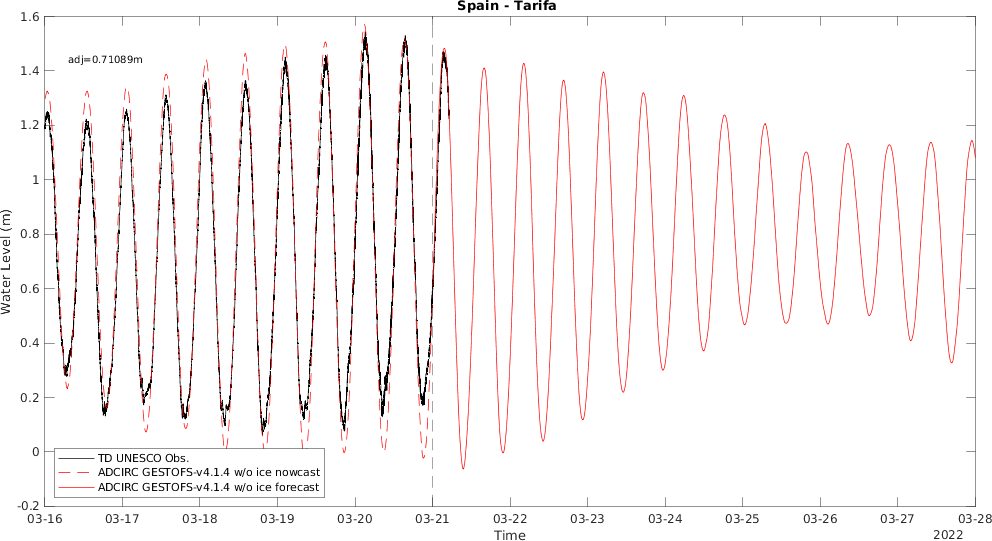 Spain - Tarifa
adj=0.71089m
Water Level (m)
1.6
1.4
1.2
1
0.8
0.6
0.4
0.2
0
-0.2
TD UNESCO Obs.
ADCIRC GESTOFS-v4.1.4 w/o ice nowcast
ADCIRC GESTOFS-v4.1.4 w/o ice forecast
03-16 03-17 03-18 03-19 03-20 03-21 03-22 03-23 03-24 03-25 03-26 03-27 03-28
Time
2022